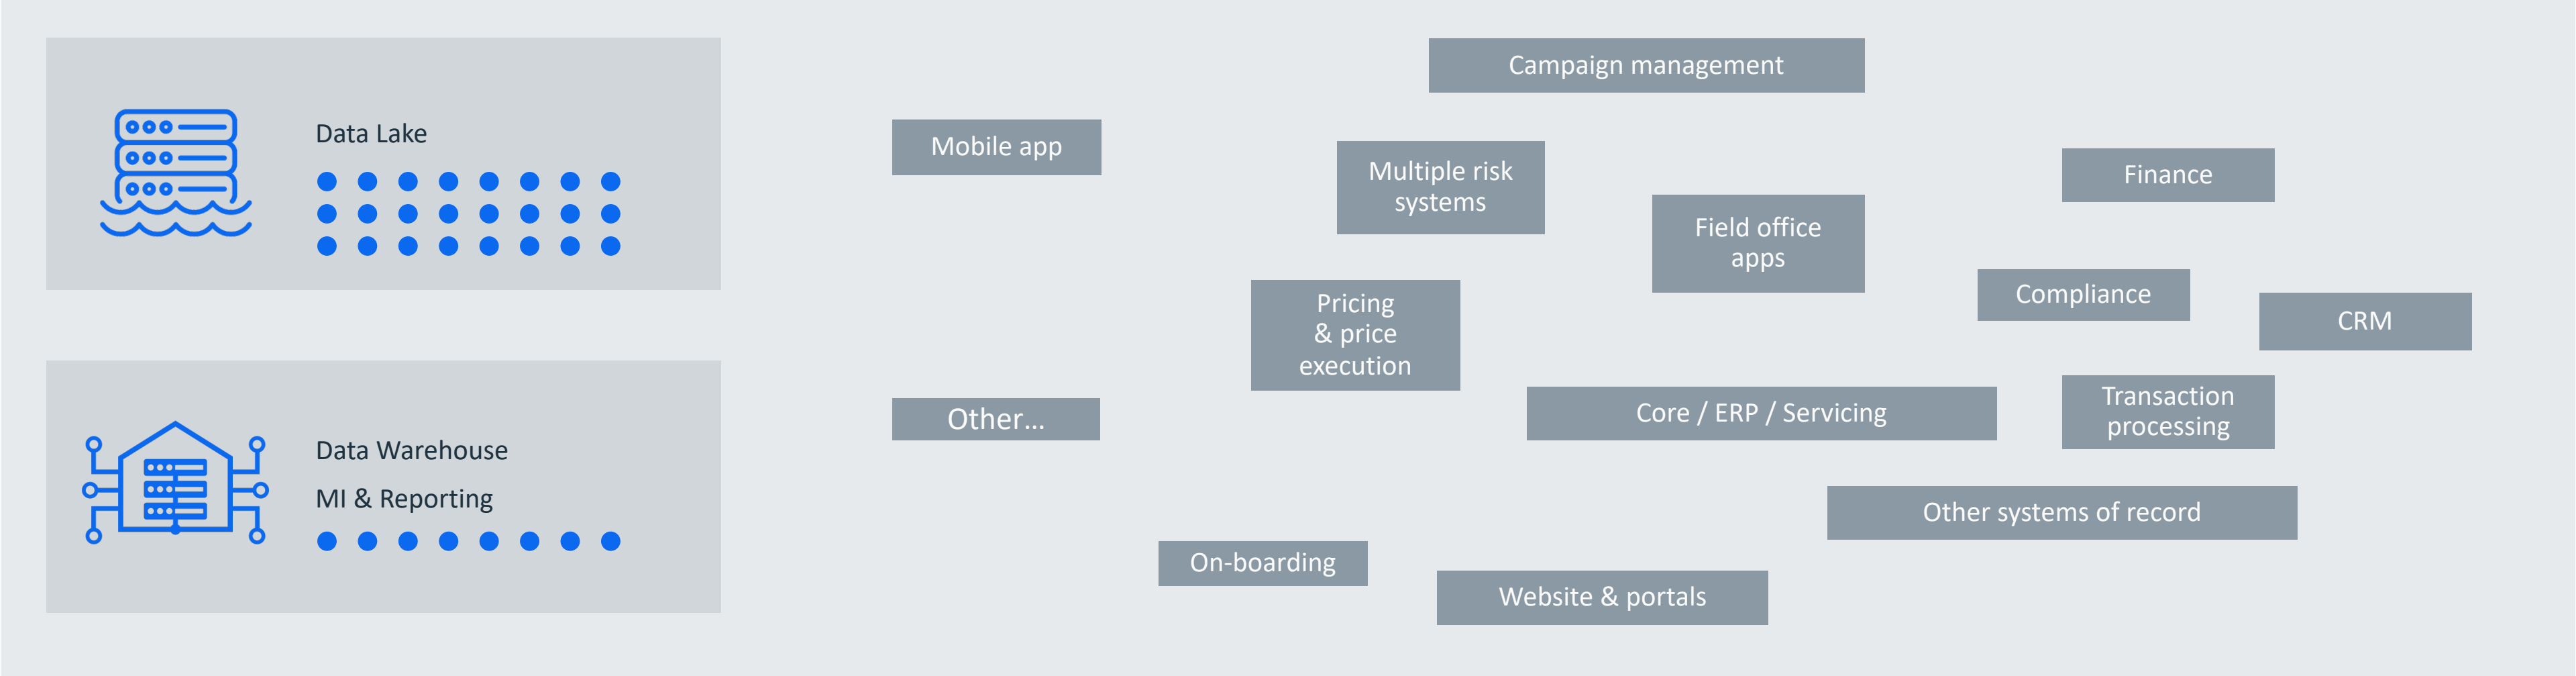 Data Lake
Data Warehouse
MI & Reporting
Campaign management
Mobile app
Multiple risk
systems
Finance
Field office
apps
Compliance
Pricing
& price
execution
CRM
Other...
Core / ERP / Servicing
Transaction
processing
Other systems of record
On-boarding
Website & portals